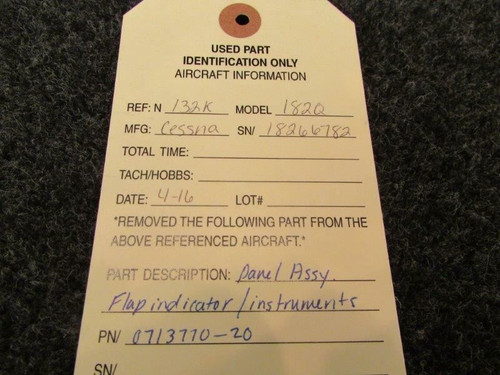 USED PART
IDENTIFICATION ONLY
AIRCRAFT INFORMATION
REF: N 132K MODEL 182Q
MFG: Cessna SN/ 18266782
TOTAL TIME:
TACH/HOBBS:
DATE: 4-16 LOT#
*REMOVED THE FOLLOWING PART FROM THE
ABOVE REFERENCED AIRCRAFT.*
PART DESCRIPTION: Panel Assy.
Flap indicator/instruments
PN/ 0713770-20
SN/